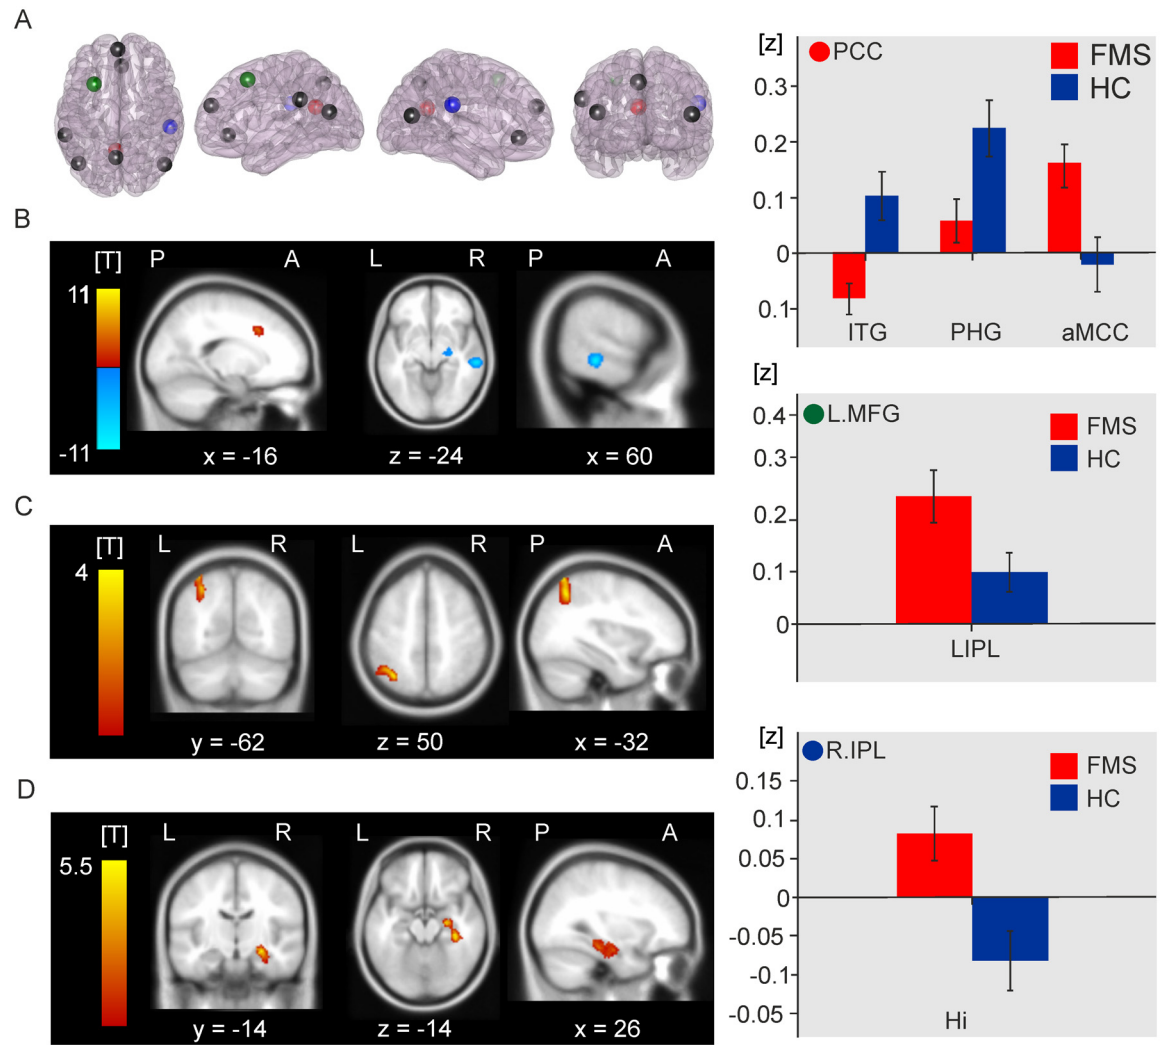 A
B
[T]
11
-11
P
A
L
R
P
A
x = -16
z = -24
x = 60
C
[T]
4
L
R
L
R
P
A
y = -62
z = 50
x = -32
D
[T]
5.5
L
R
L
R
P
A
y = -14
z = -14
x = 26
[z]
PCC
FMS
HC
0.3
0.2
0.1
0
0.1
ITG
PHG
aMCC
[z]
L.MFG
FMS
HC
0.4
0.3
0.2
0.1
0
LIPL
[z]
R.IPL
FMS
HC
0.15
0.1
0.05
0
-0.05
-0.1
-0.05
Hi